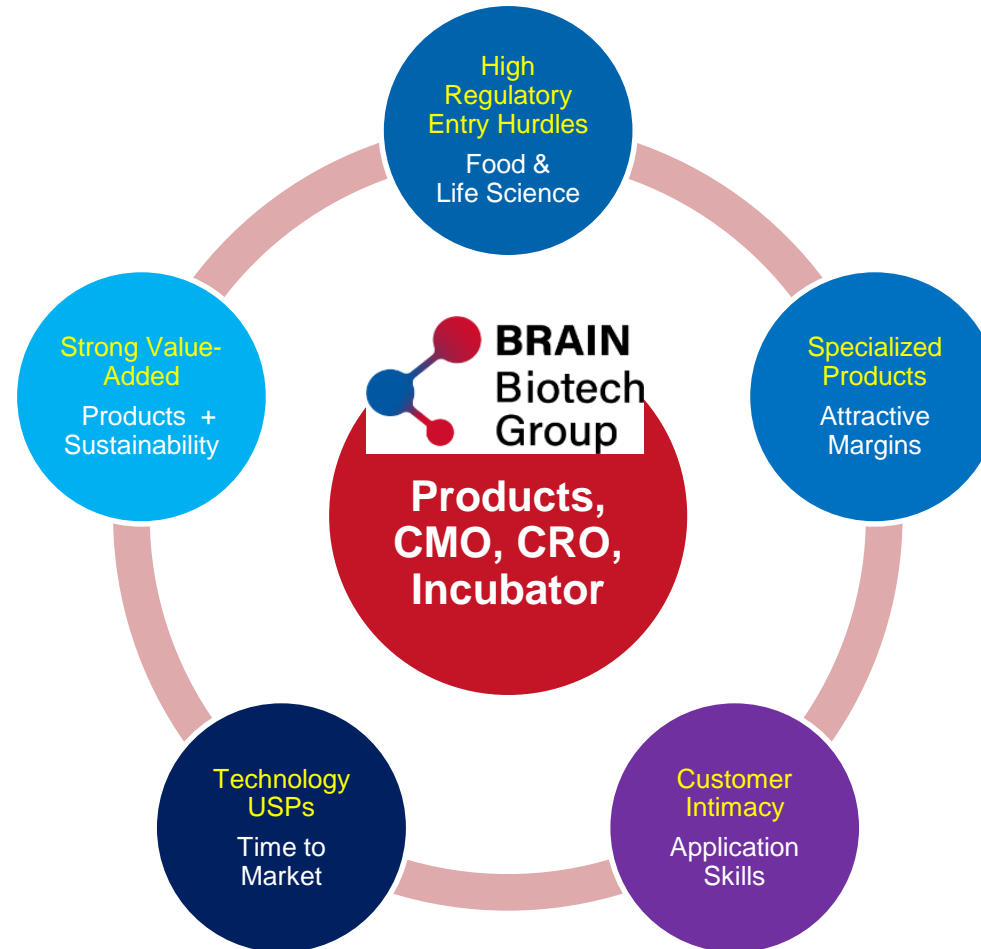 High
Regulatory
Entry Hurdles
Food &
Life Science
Strong Value-
Added
Products +
Sustainability
BRAIN
Biotech
Group
Products,
CMO, CRO,
Incubator
Specialized
Products
Attractive
Margins
Technology
USPs
Time to
Market
Customer
Intimacy
Application
Skills